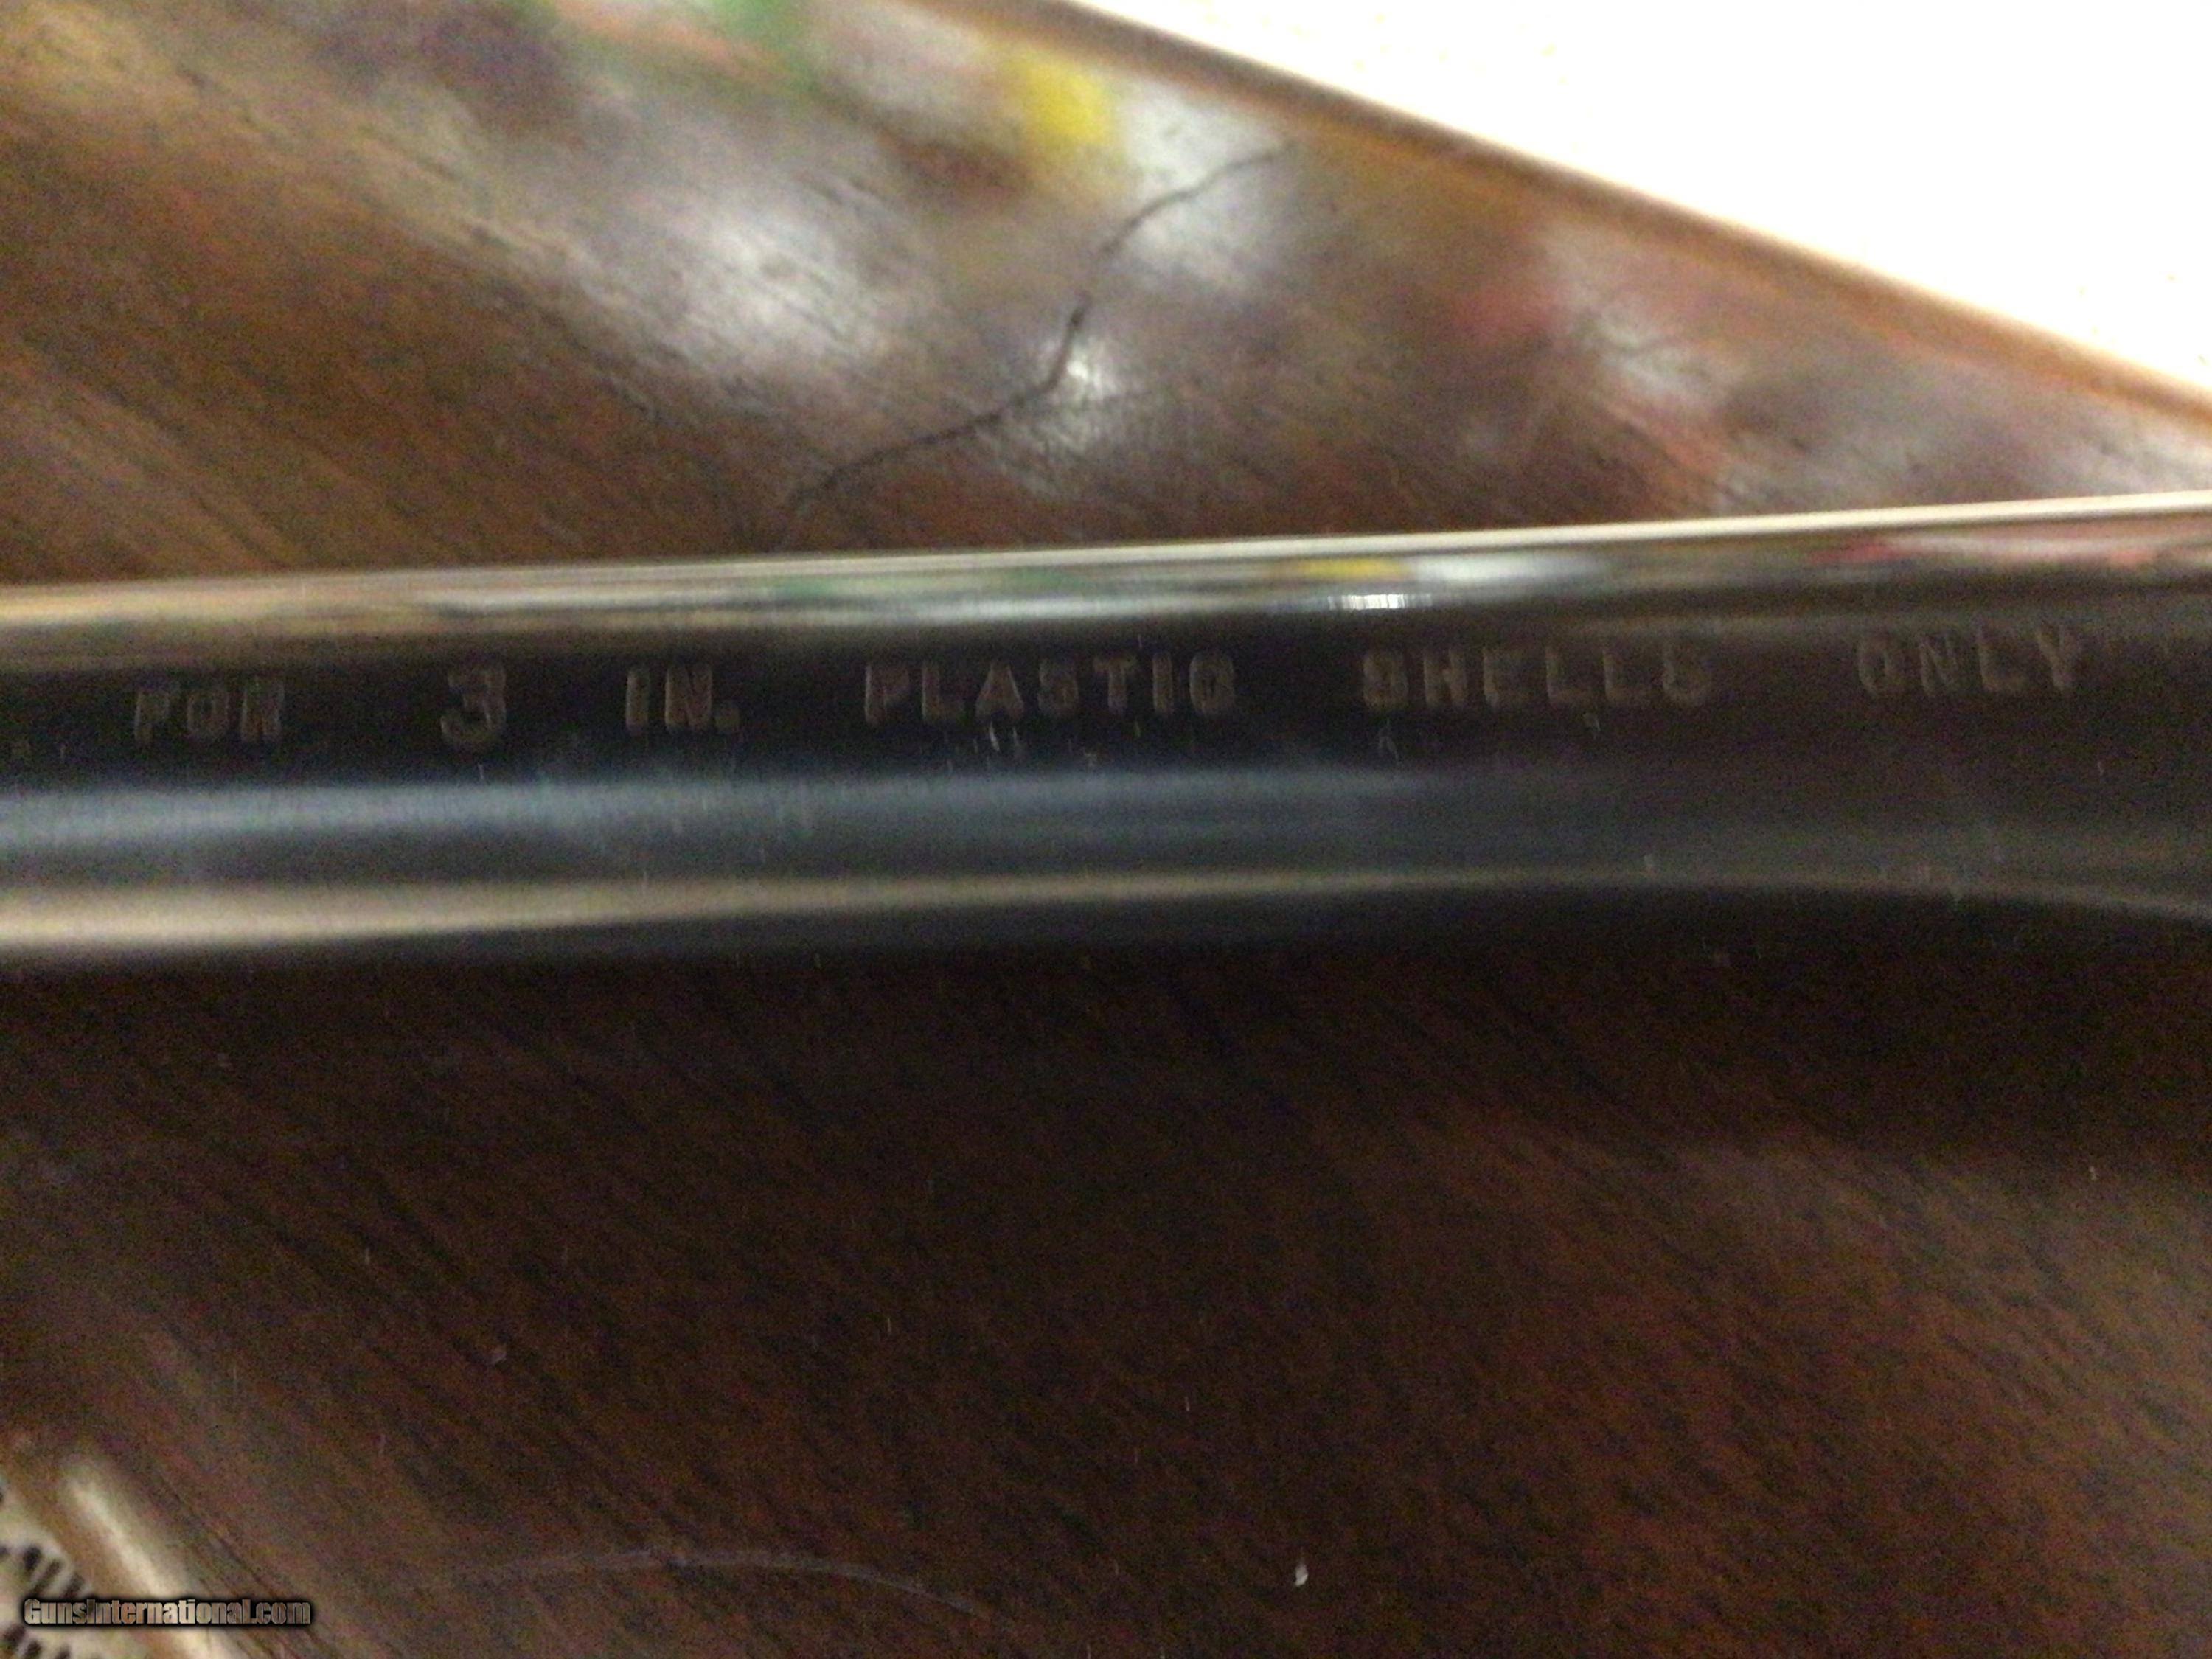 FOR 3 IN. PLASTIC SHELLS ONLY
GunsInternational.com